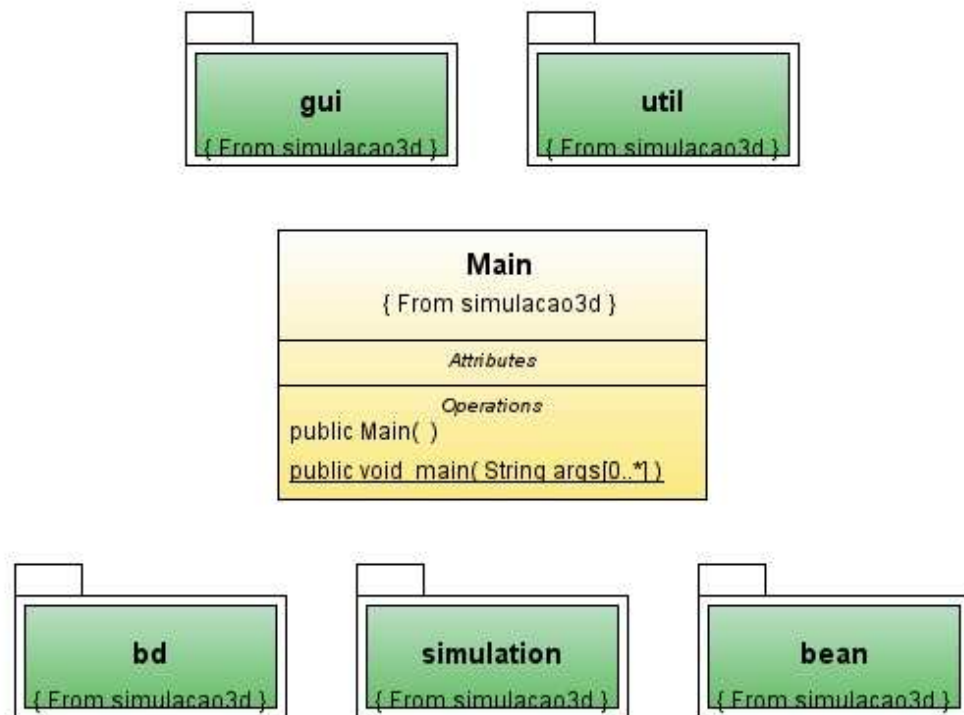 gui
{ From simulacao3d }
util
{ From simulacao3d }
Main
{ From simulacao3d }
Attributes
Operations
public Main( )
public void main( String args[0..*] )
bd
{ From simulacao3d }
simulation
{ From simulacao3d }
bean
{ From simulacao3d }